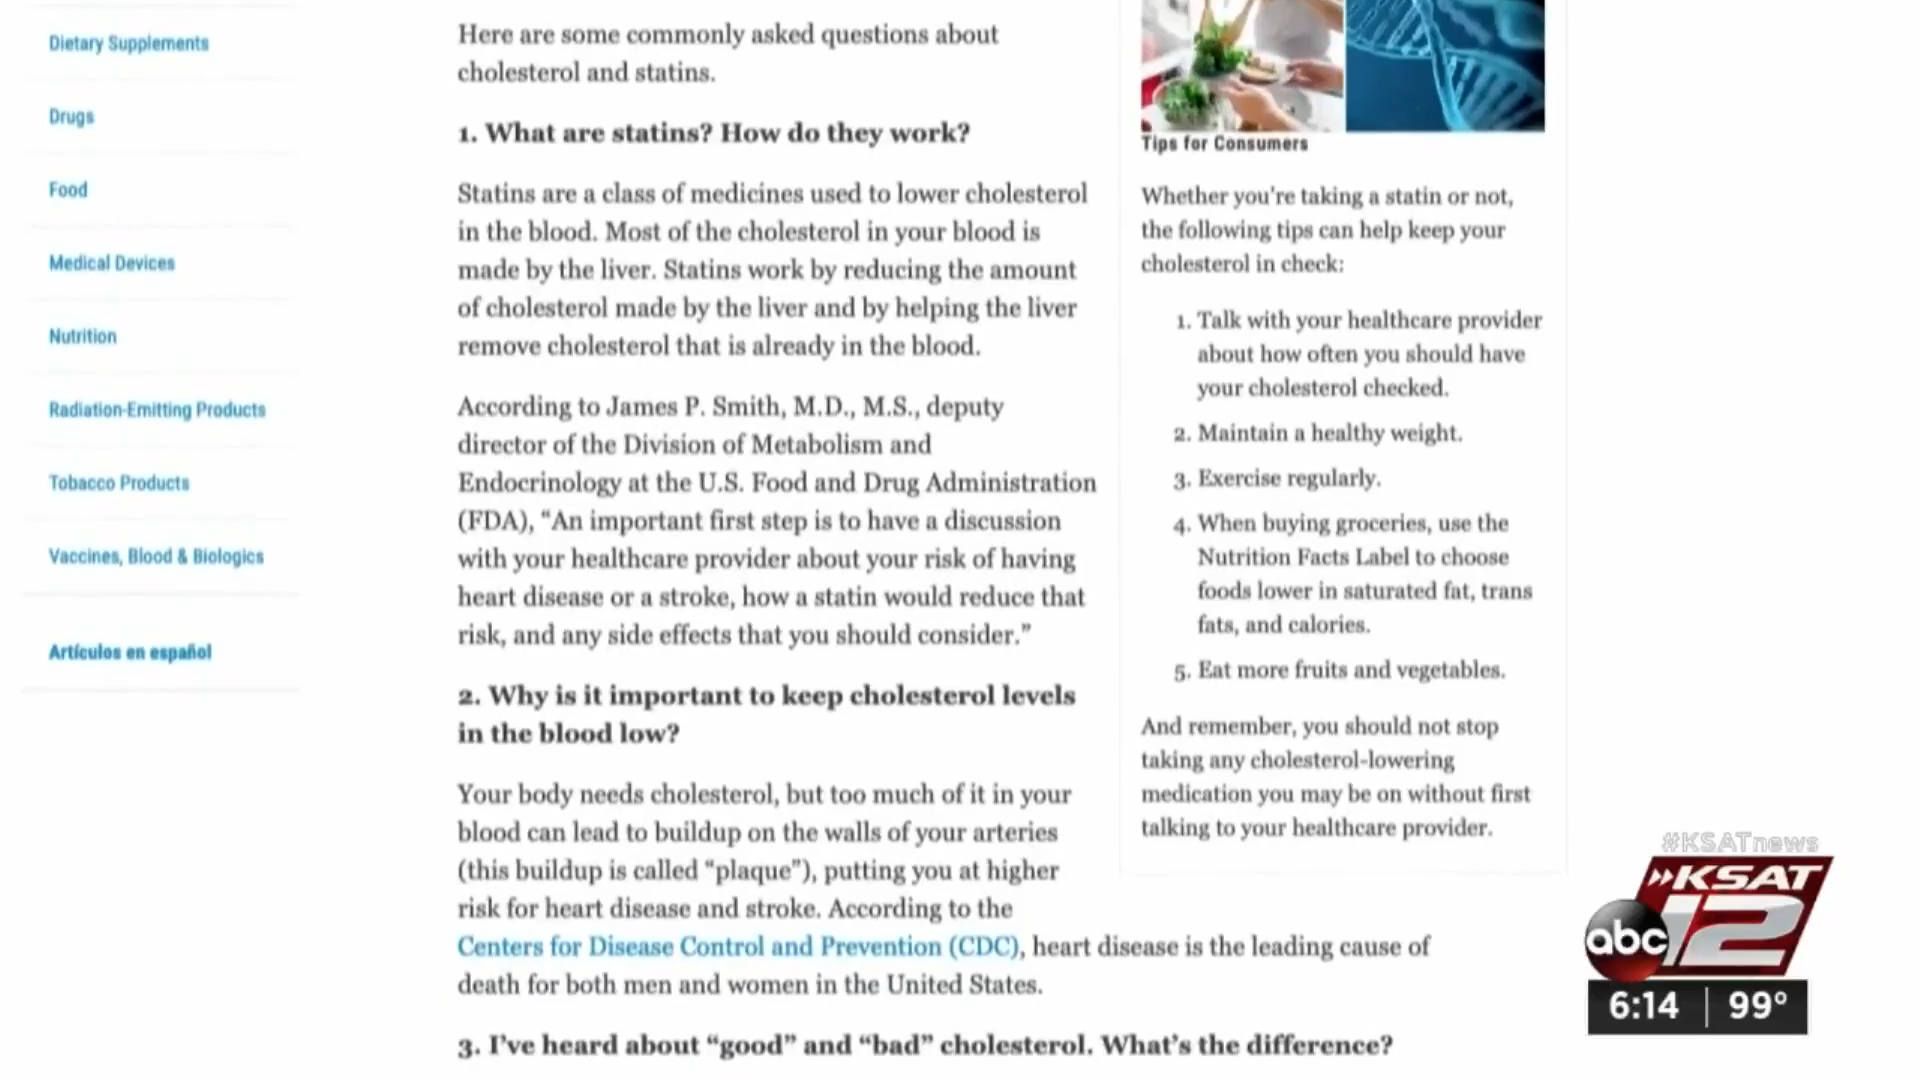 Dietary Supplements
Drugs
Food
Medical Devices
Nutrition
Radiation-Emitting Products
Tobacco Products
Vaccines, Blood & Biologics
Artículos en español
Here are some commonly asked questions about
cholesterol and statins.
1. What are statins? How do they work?
Statins are a class of medicines used to lower cholesterol
in the blood. Most of the cholesterol in your blood is
made by the liver. Statins work by reducing the amount
of cholesterol made by the liver and by helping the liver
remove cholesterol that is already in the blood.
According to James P. Smith, M.D., M.S., deputy
director of the Division of Metabolism and
Endocrinology at the U.S. Food and Drug Administration
(FDA), “An important first step is to have a discussion
with your healthcare provider about your risk of having
heart disease or a stroke, how a statin would reduce that
risk, and any side effects that you should consider.”
2. Why is it important to keep cholesterol levels
in the blood low?
Your body needs cholesterol, but too much of it in your
blood can lead to buildup on the walls of your arteries
(this buildup is called “plaque”), putting you at higher
risk for heart disease and stroke. According to the
Centers for Disease Control and Prevention (CDC), heart disease is the leading cause of
death for both men and women in the United States.
3. I’ve heard about “good” and “bad” cholesterol. What’s the difference?
Tips for Consumers
Whether you’re taking a statin or not,
the following tips can help keep your
cholesterol in check:
1. Talk with your healthcare provider
about how often you should have
your cholesterol checked.
2. Maintain a healthy weight.
3. Exercise regularly.
4. When buying groceries, use the
Nutrition Facts Label to choose
foods lower in saturated fat, trans
fats, and calories.
5. Eat more fruits and vegetables.
And remember, you should not stop
taking any cholesterol-lowering
medication you may be on without first
talking to your healthcare provider.
#KSATnews
KSAT
abc 12
6:14 99°